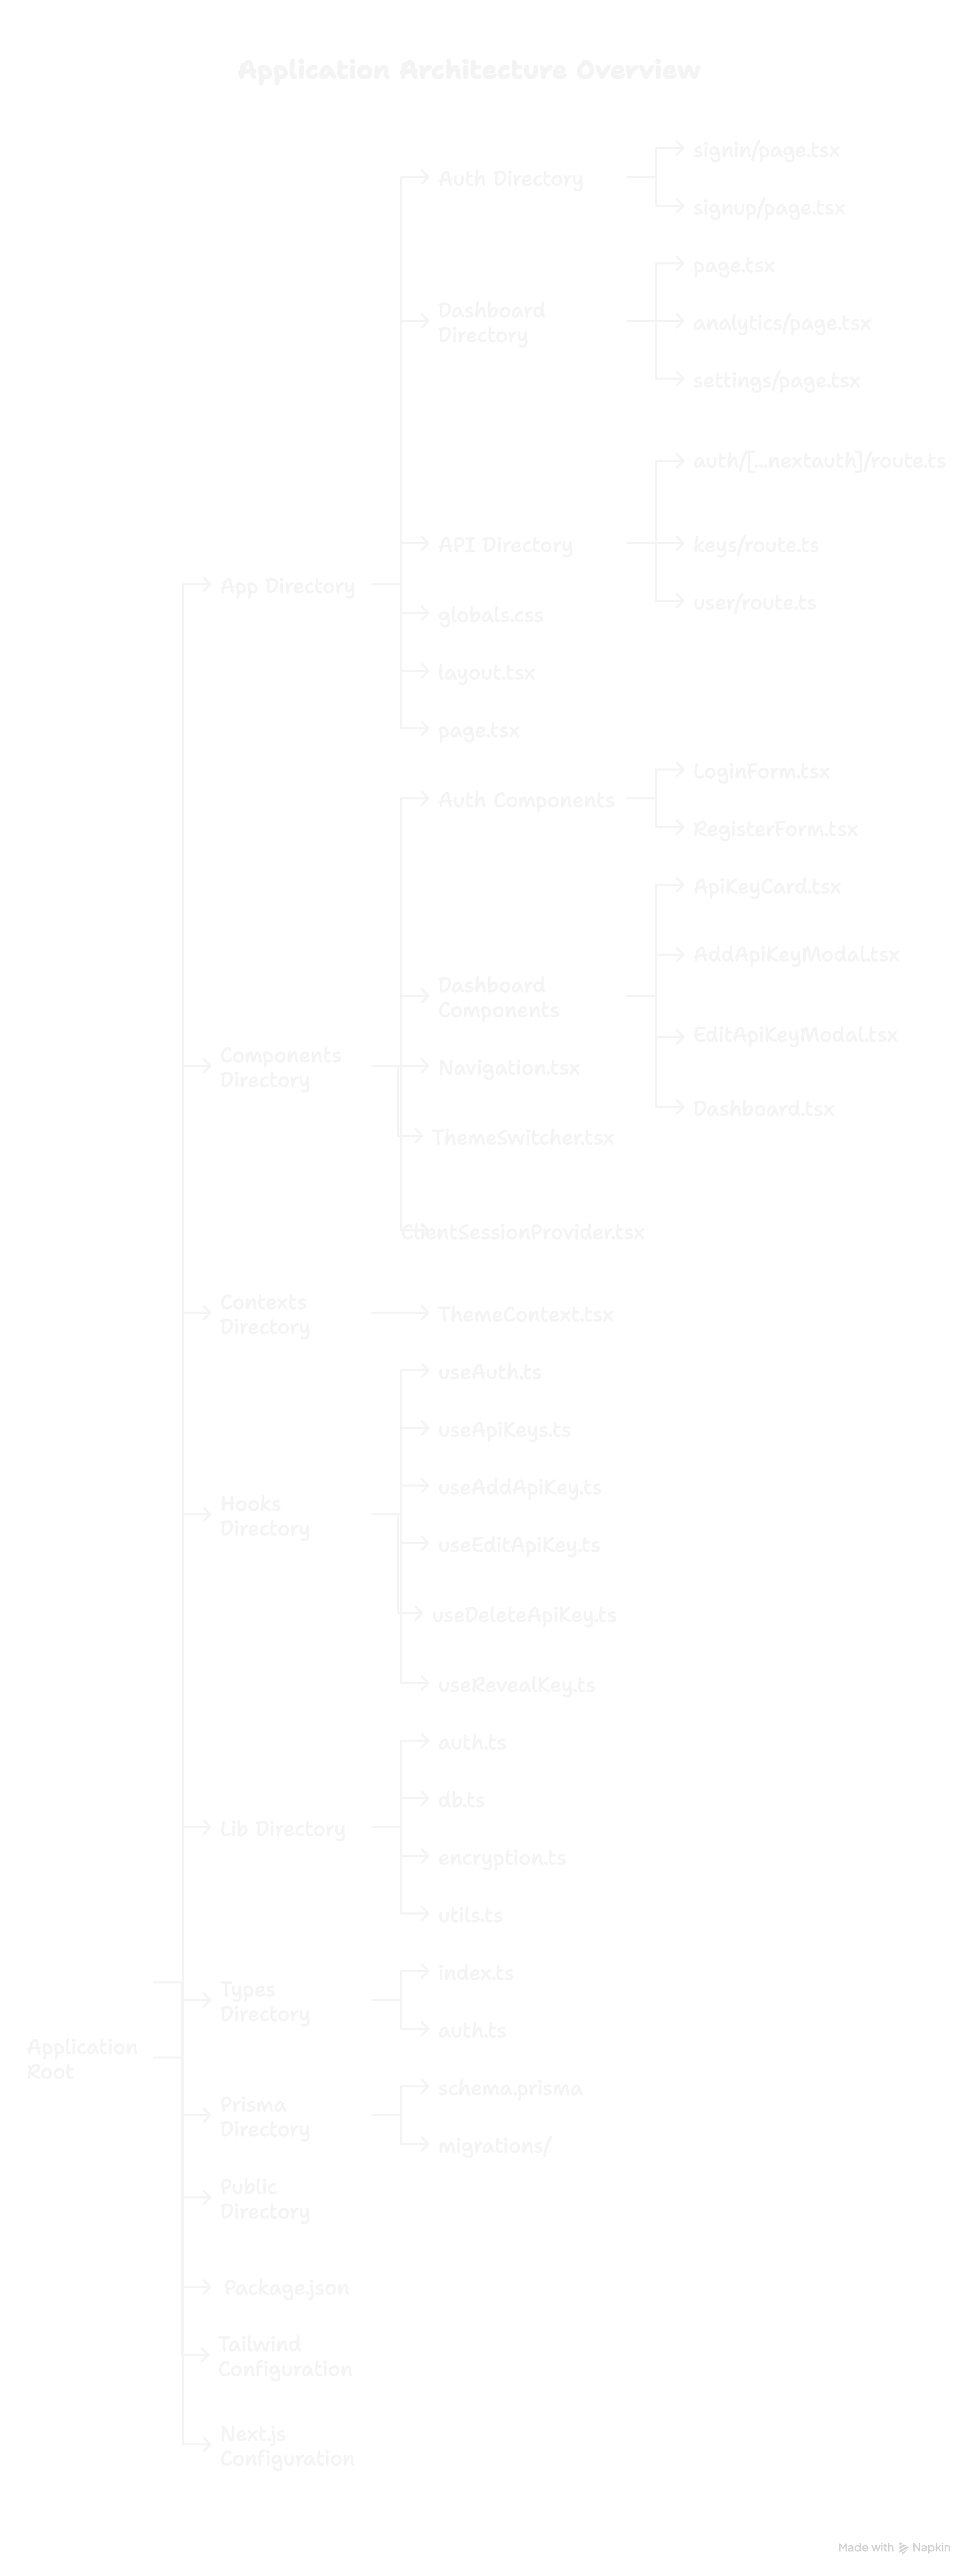 Application Architecture Overview
signin/page.tsx
Auth Directory
signup/page.tsx
page.tsx
Dashboard
Directory
analytics/page.tsx
settings/page.tsx
auth/[...nextauth]/route.ts
API Directory
keys/route.ts
App Directory
user/route.ts
globals.css
layout.tsx
page.tsx
LoginForm.tsx
Auth Components
RegisterForm.tsx
ApiKeyCard.tsx
AddApiKeyModal.tsx
Dashboard
Components
EditApiKeyModal.tsx
Components
Directory
Navigation.tsx
Dashboard.tsx
ThemeSwitcher.tsx
ClientSessionProvider.tsx
Contexts
Directory
ThemeContext.tsx
useAuth.ts
useApiKeys.ts
useAddApiKey.ts
Hooks
Directory
useEditApiKey.ts
useDeleteApiKey.ts
useRevealKey.ts
auth.ts
db.ts
Lib Directory
encryption.ts
utils.ts
index.ts
Types
Directory
auth.ts
Application
Root
schema.prisma
Prisma
Directory
migrations/
Public
Directory
Package.json
Tailwind
Configuration
Next.js
Configuration
Made with Napkin